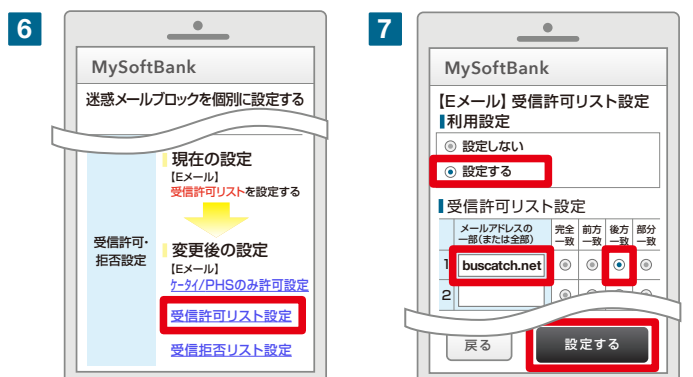 6
MySoftBank
迷惑メールブロックを個別に設定する
受信許可・
拒否設定
現在の設定
【Eメール】
受信許可リストを設定する
変更後の設定
【Eメール】
ケータイ/PHSのみ許可設定
受信許可リスト設定
受信拒否リスト設定
7
MySoftBank
【Eメール】受信許可リスト設定
利用設定
設定しない
設定する
受信許可リスト設定
メールアドレスの
一部(または全部)
完全
一致
前方
一致
後方
一致
部分
一致
1 buscatch.net
2
戻る
設定する